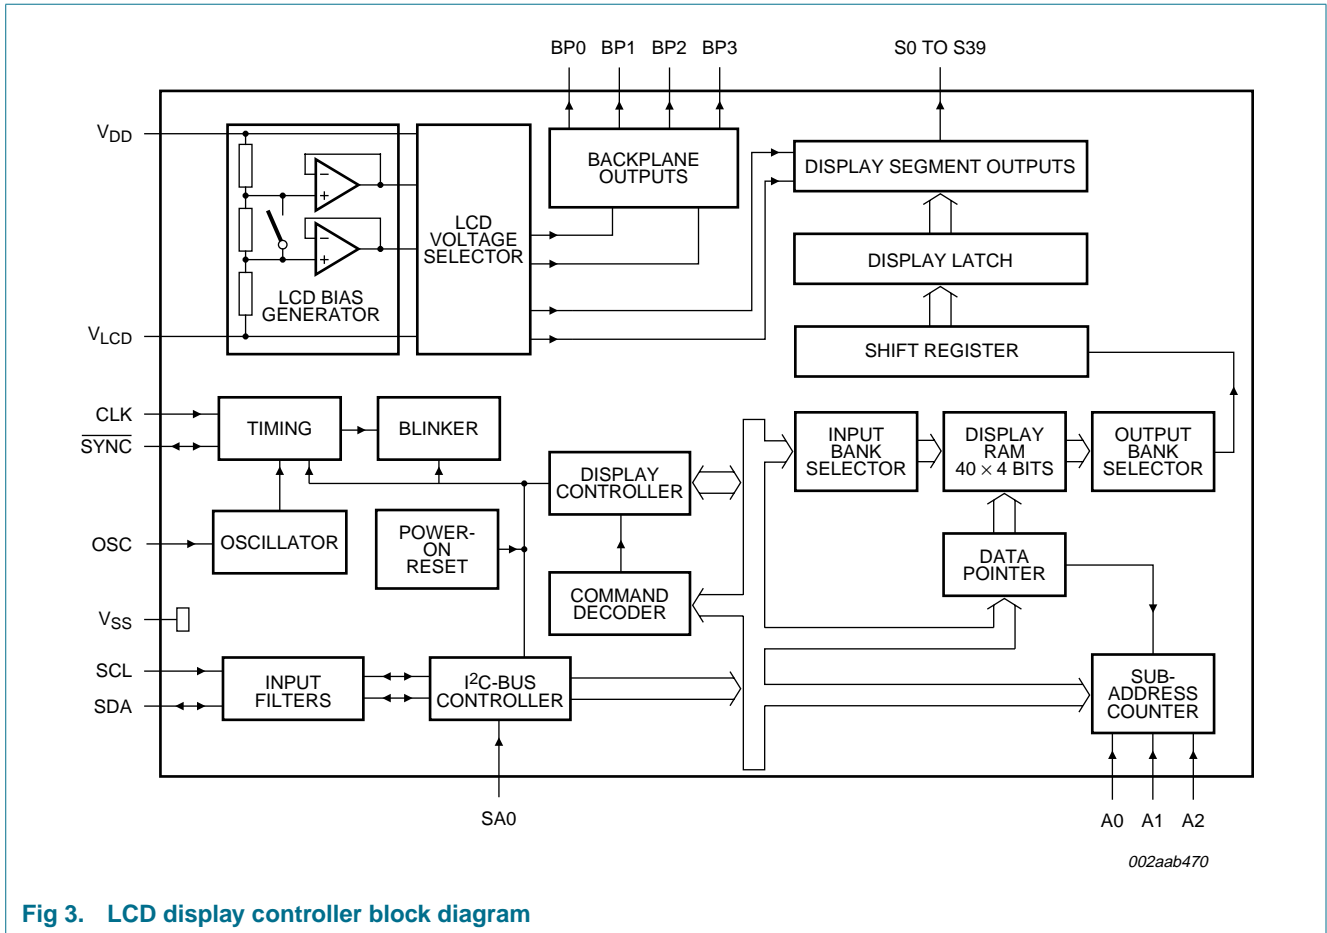 BP0 BP1 BP2 BP3
S0 TO S39
VDD
BACKPLANE
OUTPUTS
DISPLAY SEGMENT OUTPUTS
−
+
−
+
LCD
VOLTAGE
SELECTOR
LCD BIAS
GENERATOR
DISPLAY LATCH
VLCD
SHIFT REGISTER
CLK
SYNC
TIMING
BLINKER
DISPLAY
CONTROLLER
INPUT
BANK
SELECTOR
DISPLAY
RAM
40 × 4 BITS
OUTPUT
BANK
SELECTOR
OSC
OSCILLATOR
POWER-
ON
RESET
DATA
POINTER
COMMAND
DECODER
VSS
SCL
SDA
INPUT
FILTERS
I2C-BUS
CONTROLLER
SUB-
ADDRESS
COUNTER
SA0
A0 A1 A2
002aab470
Fig 3. LCD display controller block diagram